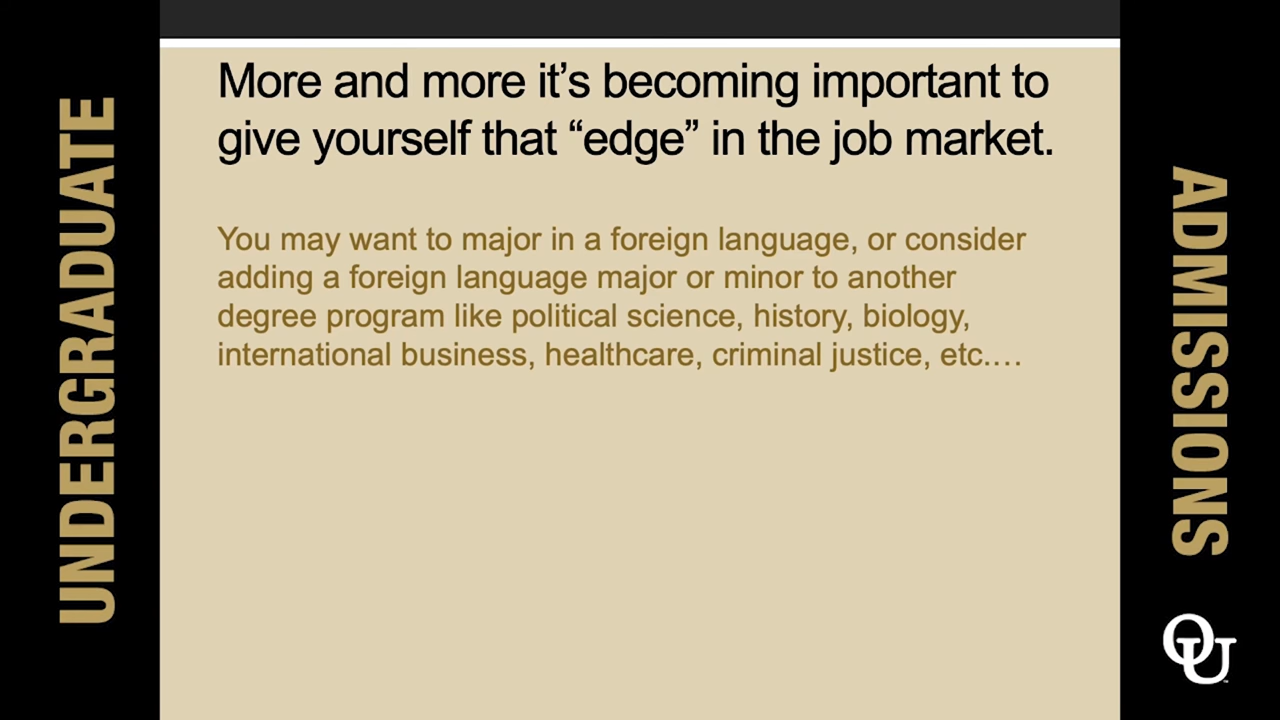 UNDERGRADUATE
More and more it’s becoming important to
give yourself that “edge” in the job market.
You may want to major in a foreign language, or consider
adding a foreign language major or minor to another
degree program like political science, history, biology,
international business, healthcare, criminal justice, etc.…
ADMISSIONS
OU